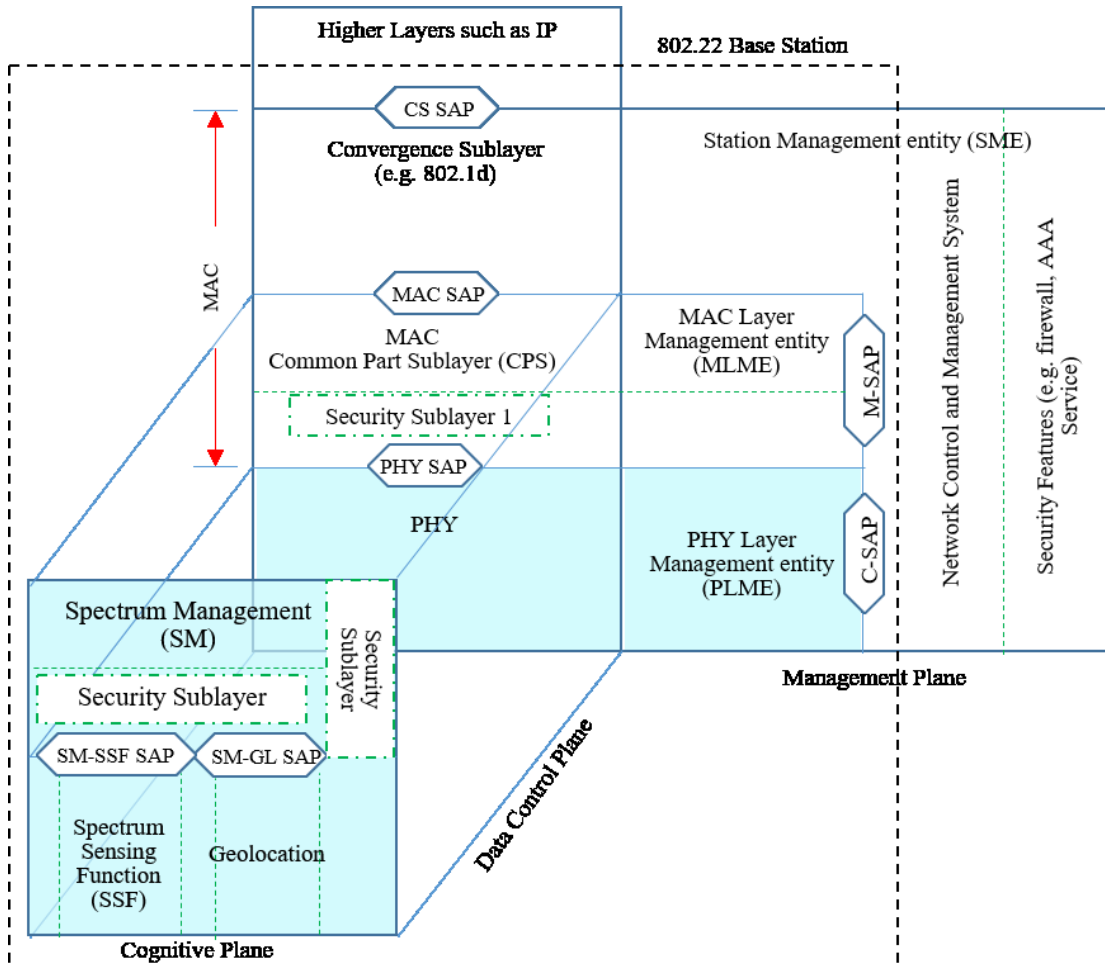 Higher Layers such as IP
802.22 Base Station
CS SAP
Convergence Sublayer
(e.g. 802.1d)
Station Management entity (SME)
MAC
MAC SAP
MAC
Common Part Sublayer (CPS)
MAC Layer
Management entity
(MLME)
M-SAP
Security Sublayer 1
PHY SAP
PHY
PHY Layer
Management entity
(PLME)
C-SAP
Network Control and Management System
Security Features (e.g. firewall, AAA
Service)
Management Plane
Spectrum Management
(SM)
Security
Sublayer
Security Sublayer
SM-SSF SAP
SM-GL SAP
Spectrum
Sensing
Function
(SSF)
Geolocation
Data Control Plane
Cognitive Plane